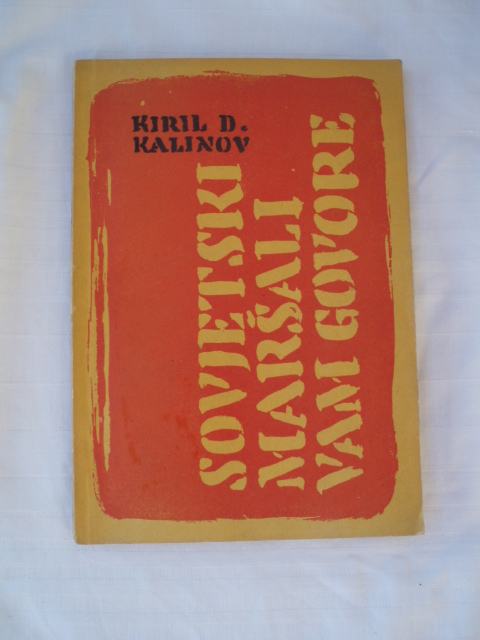 KIRIL D.
KALINOV
SOVJETSKI
MARŠALI
VAM GOVORE